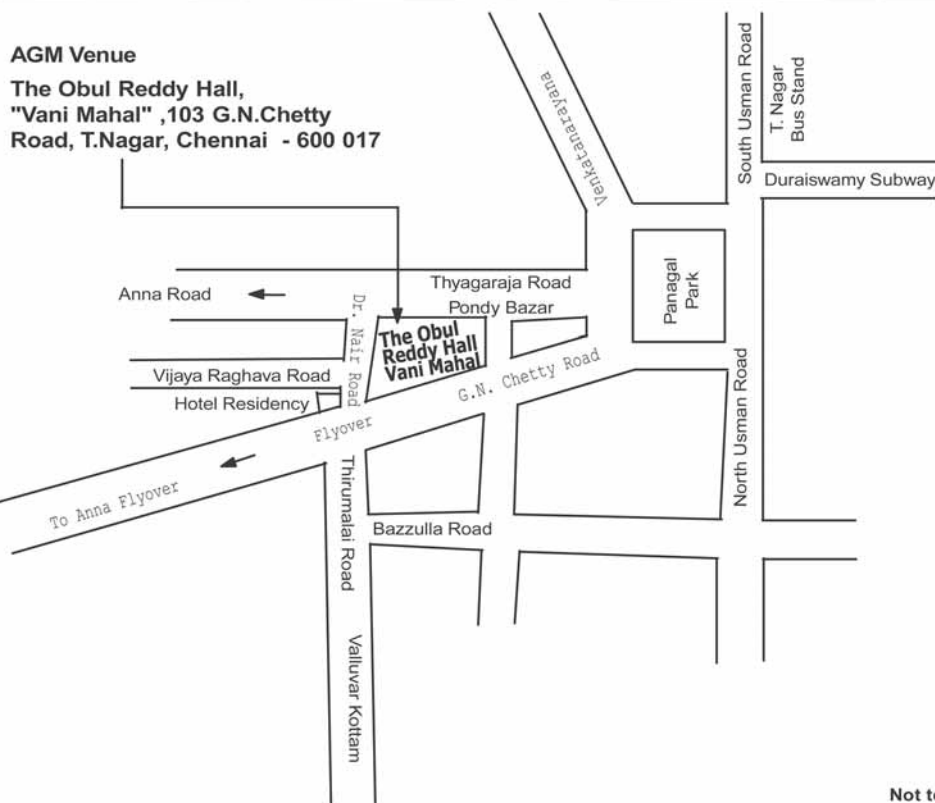 AGM Venue
The Obul Reddy Hall,
"Vani Mahal" ,103 G.N.Chetty
Road, T.Nagar, Chennai - 600 017
Venkatanarayana
South Usman Road
T. Nagar
Bus Stand
Duraiswamy Subway
Thyagaraja Road
Anna Road
Pondy Bazar
Panagal
Park
Dr. Nair Road
The Obul
Reddy Hall
Vani Mahal
Vijaya Raghava Road
G.N. Chetty Road
Hotel Residency
Flyover
North Usman Road
To Anna Flyover
Thirumalai Road
Bazzulla Road
Valluvar Kottam
Not to